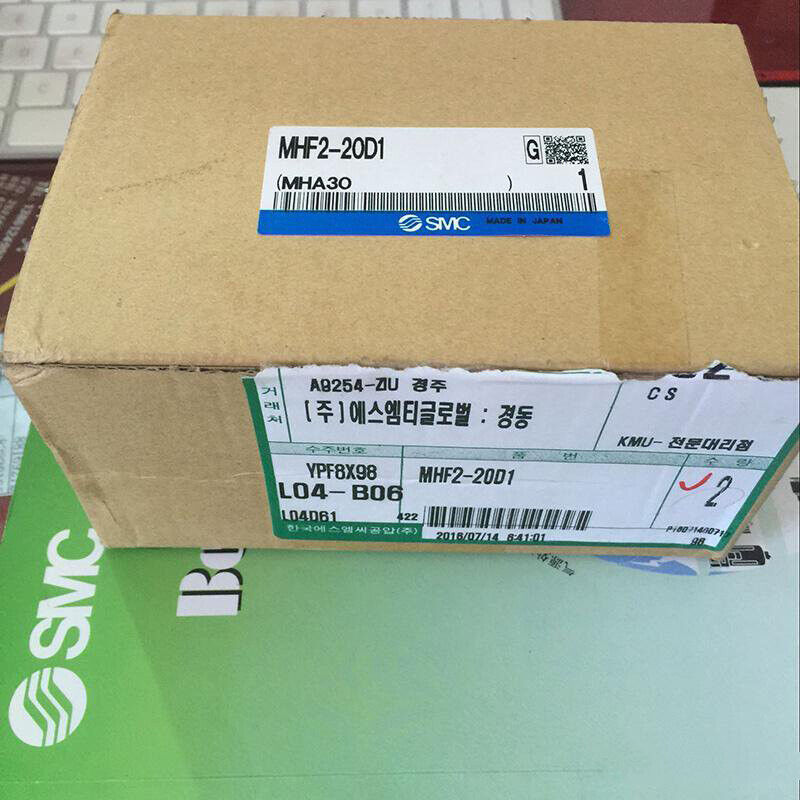 MHF2-20D1
G
(MHA30 )
1
SMC MADE IN JAPAN
거래처
A9254-ZIU 경주
(주)에스엠티글로벌 : 경동
CS
KMU- 전문대리점
수주번호
품 번
수 량
YPF8X98
MHF2-20D1
2
L04-B06
L04D61
422
한국에스엠씨공압(주)
2016/07/14 6:41:01
9R
SMC